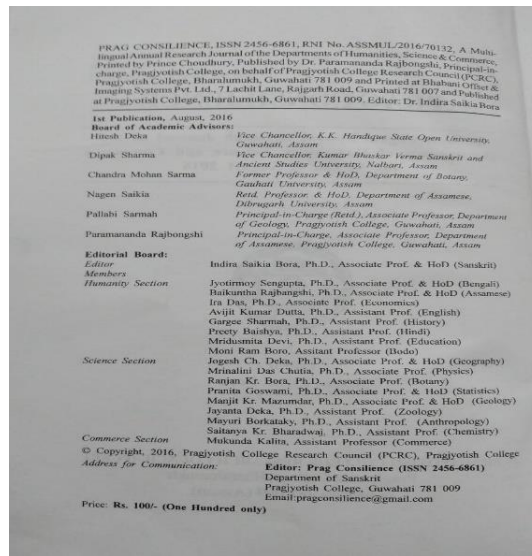 PRAG CONSILIENCE, ISSN 2456-6861, RNI No. ASSMUL/2016/70132, A Multi-
lingual Annual Research Journal of the Departments of Humanities, Science & Commerce,
Printed by Prince Choudhury, Published by Dr. Paramananda Rajbongshi, Principal-in-
charge, Pragjyotish College, on behalf of Pragjyotish College Research Council (PCRC),
Pragjyotish College, Bharalumukh, Guwahati 781 009 and Printed at Bhabani Offset &
Imaging Systems Pvt. Ltd., 7 Lachit Lane, Rajgarh Road, Guwahati 781 007 and Published
at Pragjyotish College, Bharalumukh, Guwahati 781 009. Editor: Dr. Indira Saikia Bora
1st Publication, August, 2016
Board of Academic Advisors:
Hitesh Deka Vice Chancellor, K.K. Handique State Open University,
Guwahati, Assam
Dipak Sharma Vice Chancellor, Kumar Bhaskar Verma Sanskrit and
Ancient Studies University, Nalbari, Assam
Chandra Mohan Sarma Former Professor & HoD, Department of Botany,
Gauhati University, Assam
Nagen Saikia Retd. Professor & HoD, Department of Assamese,
Dibrugarh University, Assam
Pallabi Sarmah Principal-in-Charge (Retd.), Associate Professor, Department
of Geology, Pragjyotish College, Guwahati, Assam
Paramananda Rajbongshi Principal-in-Charge, Associate Professor, Department
of Assamese, Pragjyotish College, Guwahati, Assam
Editorial Board:
Editor Indira Saikia Bora, Ph.D., Associate Prof. & HoD (Sanskrit)
Members
Humanity Section Jyotirmoy Sengupta, Ph.D., Associate Prof. & HoD (Bengali)
Baikuntha Rajbangshi, Ph.D., Associate Prof. & HoD (Assamese)
Ira Das, Ph.D., Associate Prof. (Economics)
Avijit Kumar Dutta, Ph.D., Assistant Prof. (English)
Gargee Sharmah, Ph.D., Assistant Prof. (History)
Preety Baishya, Ph.D., Assistant Prof. (Hindi)
Mridusmita Devi, Ph.D., Assistant Prof. (Education)
Moni Ram Boro, Assitant Professor (Bodo)
Science Section Jogesh Ch. Deka, Ph.D., Associate Prof. & HoD (Geography)
Mrinalini Das Chutia, Ph.D., Associate Prof. (Physics)
Ranjan Kr. Bora, Ph.D., Associate Prof. (Botany)
Pranita Goswami, Ph.D., Associate Prof. & HoD (Statistics)
Manjit Kr. Mazumdar, Ph.D., Associate Prof. & HoD (Geology)
Jayanta Deka, Ph.D., Assistant Prof. (Zoology)
Mayuri Borkataky, Ph.D., Assistant Prof. (Anthropology)
Saitanya Kr. Bharadwaj, Ph.D., Assistant Prof. (Chemistry)
Commerce Section Mukunda Kalita, Assistant Professor (Commerce)
© Copyright, 2016, Pragjyotish College Research Council (PCRC), Pragjyotish College
Address for Communication: Editor: Prag Consilience (ISSN 2456-6861)
Department of Sanskrit
Pragjyotish College, Guwahati 781 009
Email:pragconsilience@gmail.com
Price: Rs. 100/- (One Hundred only)